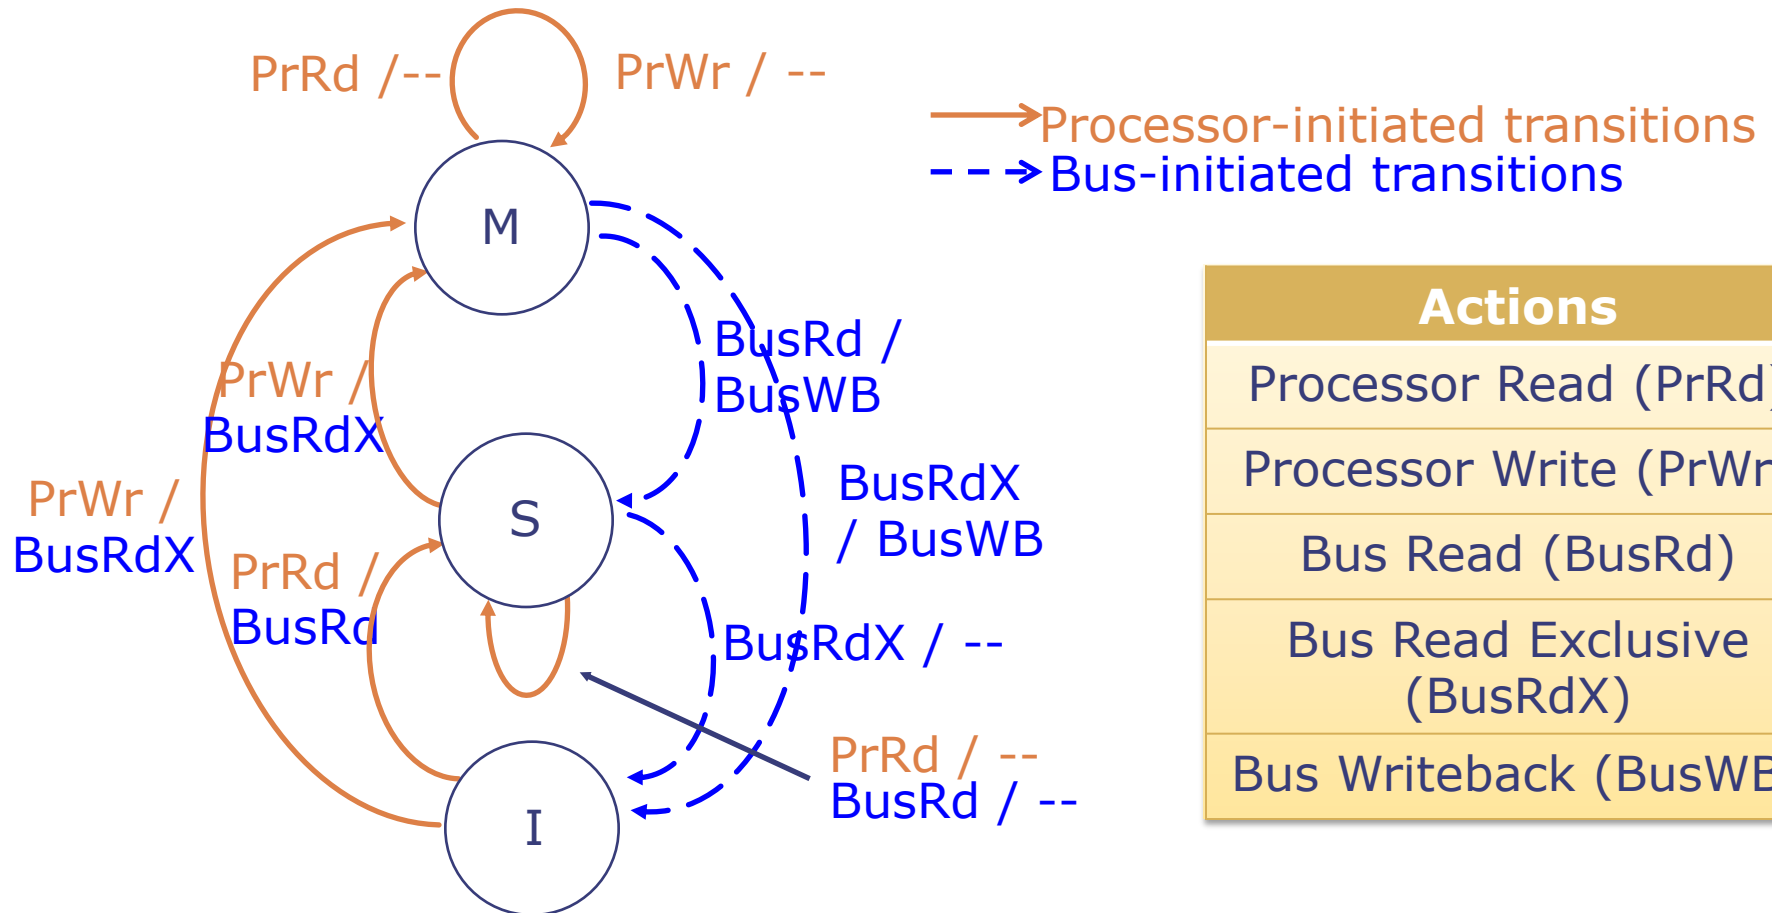 PrRd /--
PrWr / --
Processor-initiated transitions
Bus-initiated transitions
M
BusRd /
BusWB
PrWr /
BusRdX
PrWr /
BusRdX
S
BusRdX
/ BusWB
PrRd /
BusRd
BusRdX / --
PrRd / --
BusRd / --
I
Actions
Processor Read (PrRd)
Processor Write (PrWr
Bus Read (BusRd)
Bus Read Exclusive
(BusRdX)
Bus Writeback (BusWB